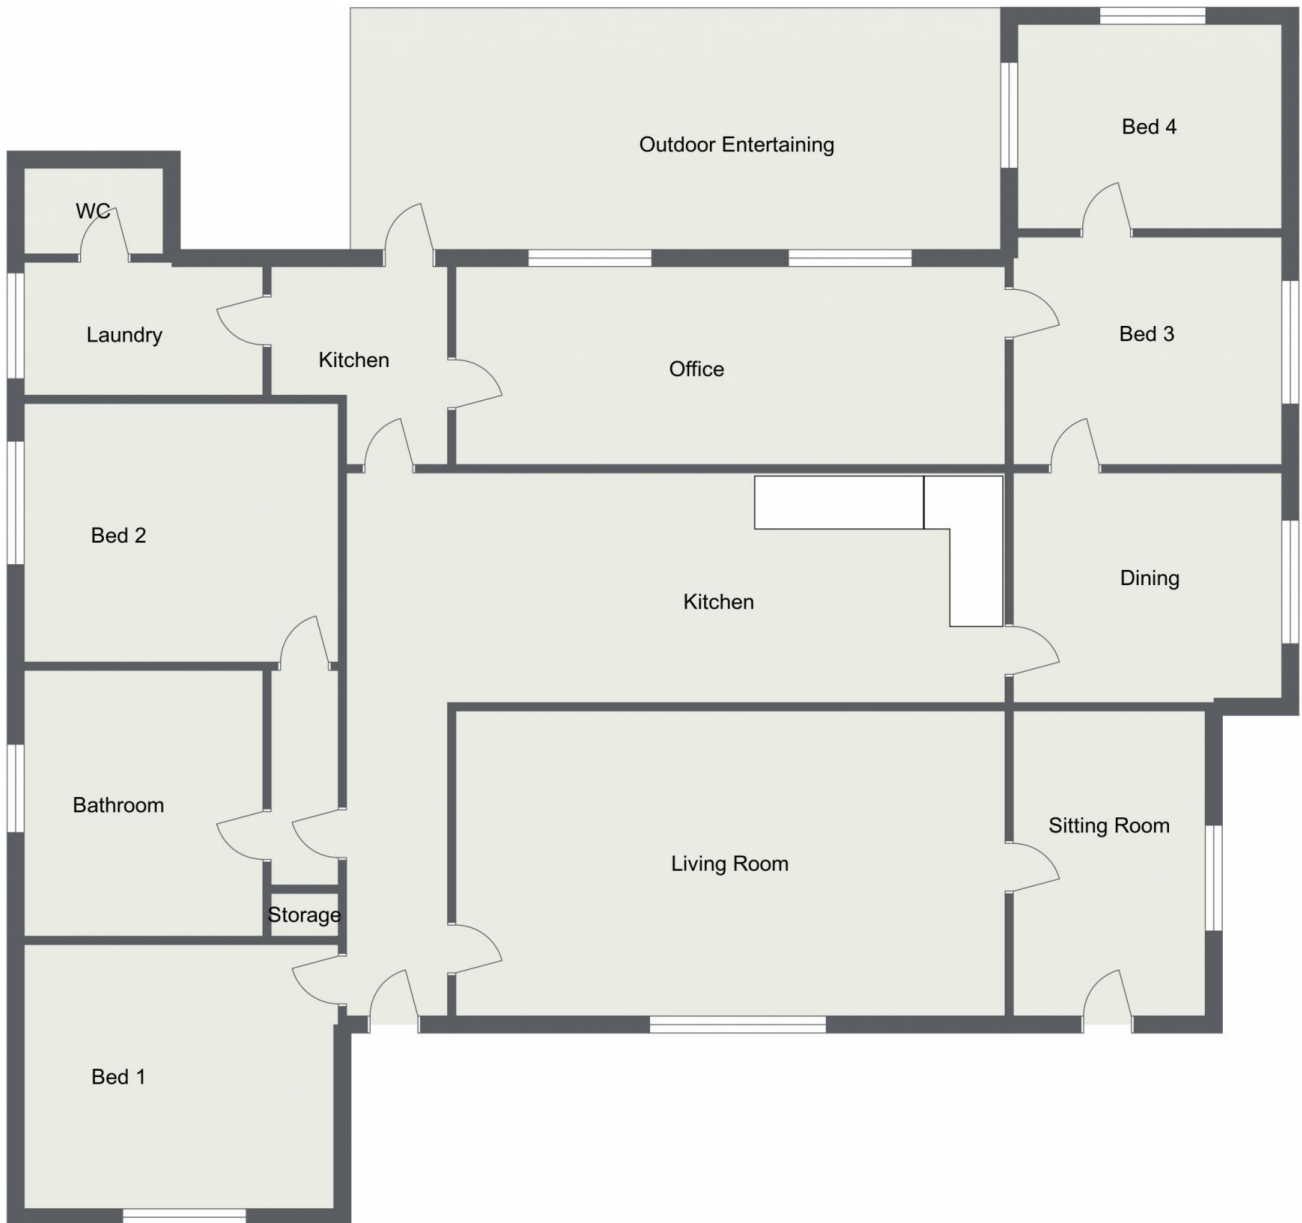 Bed 4
Outdoor Entertaining
WC
Laundry
Bed 3
Kitchen
Office
Bed 2
Dining
Kitchen
Bathroom
Sitting Room
Living Room
Storage
Bed 1